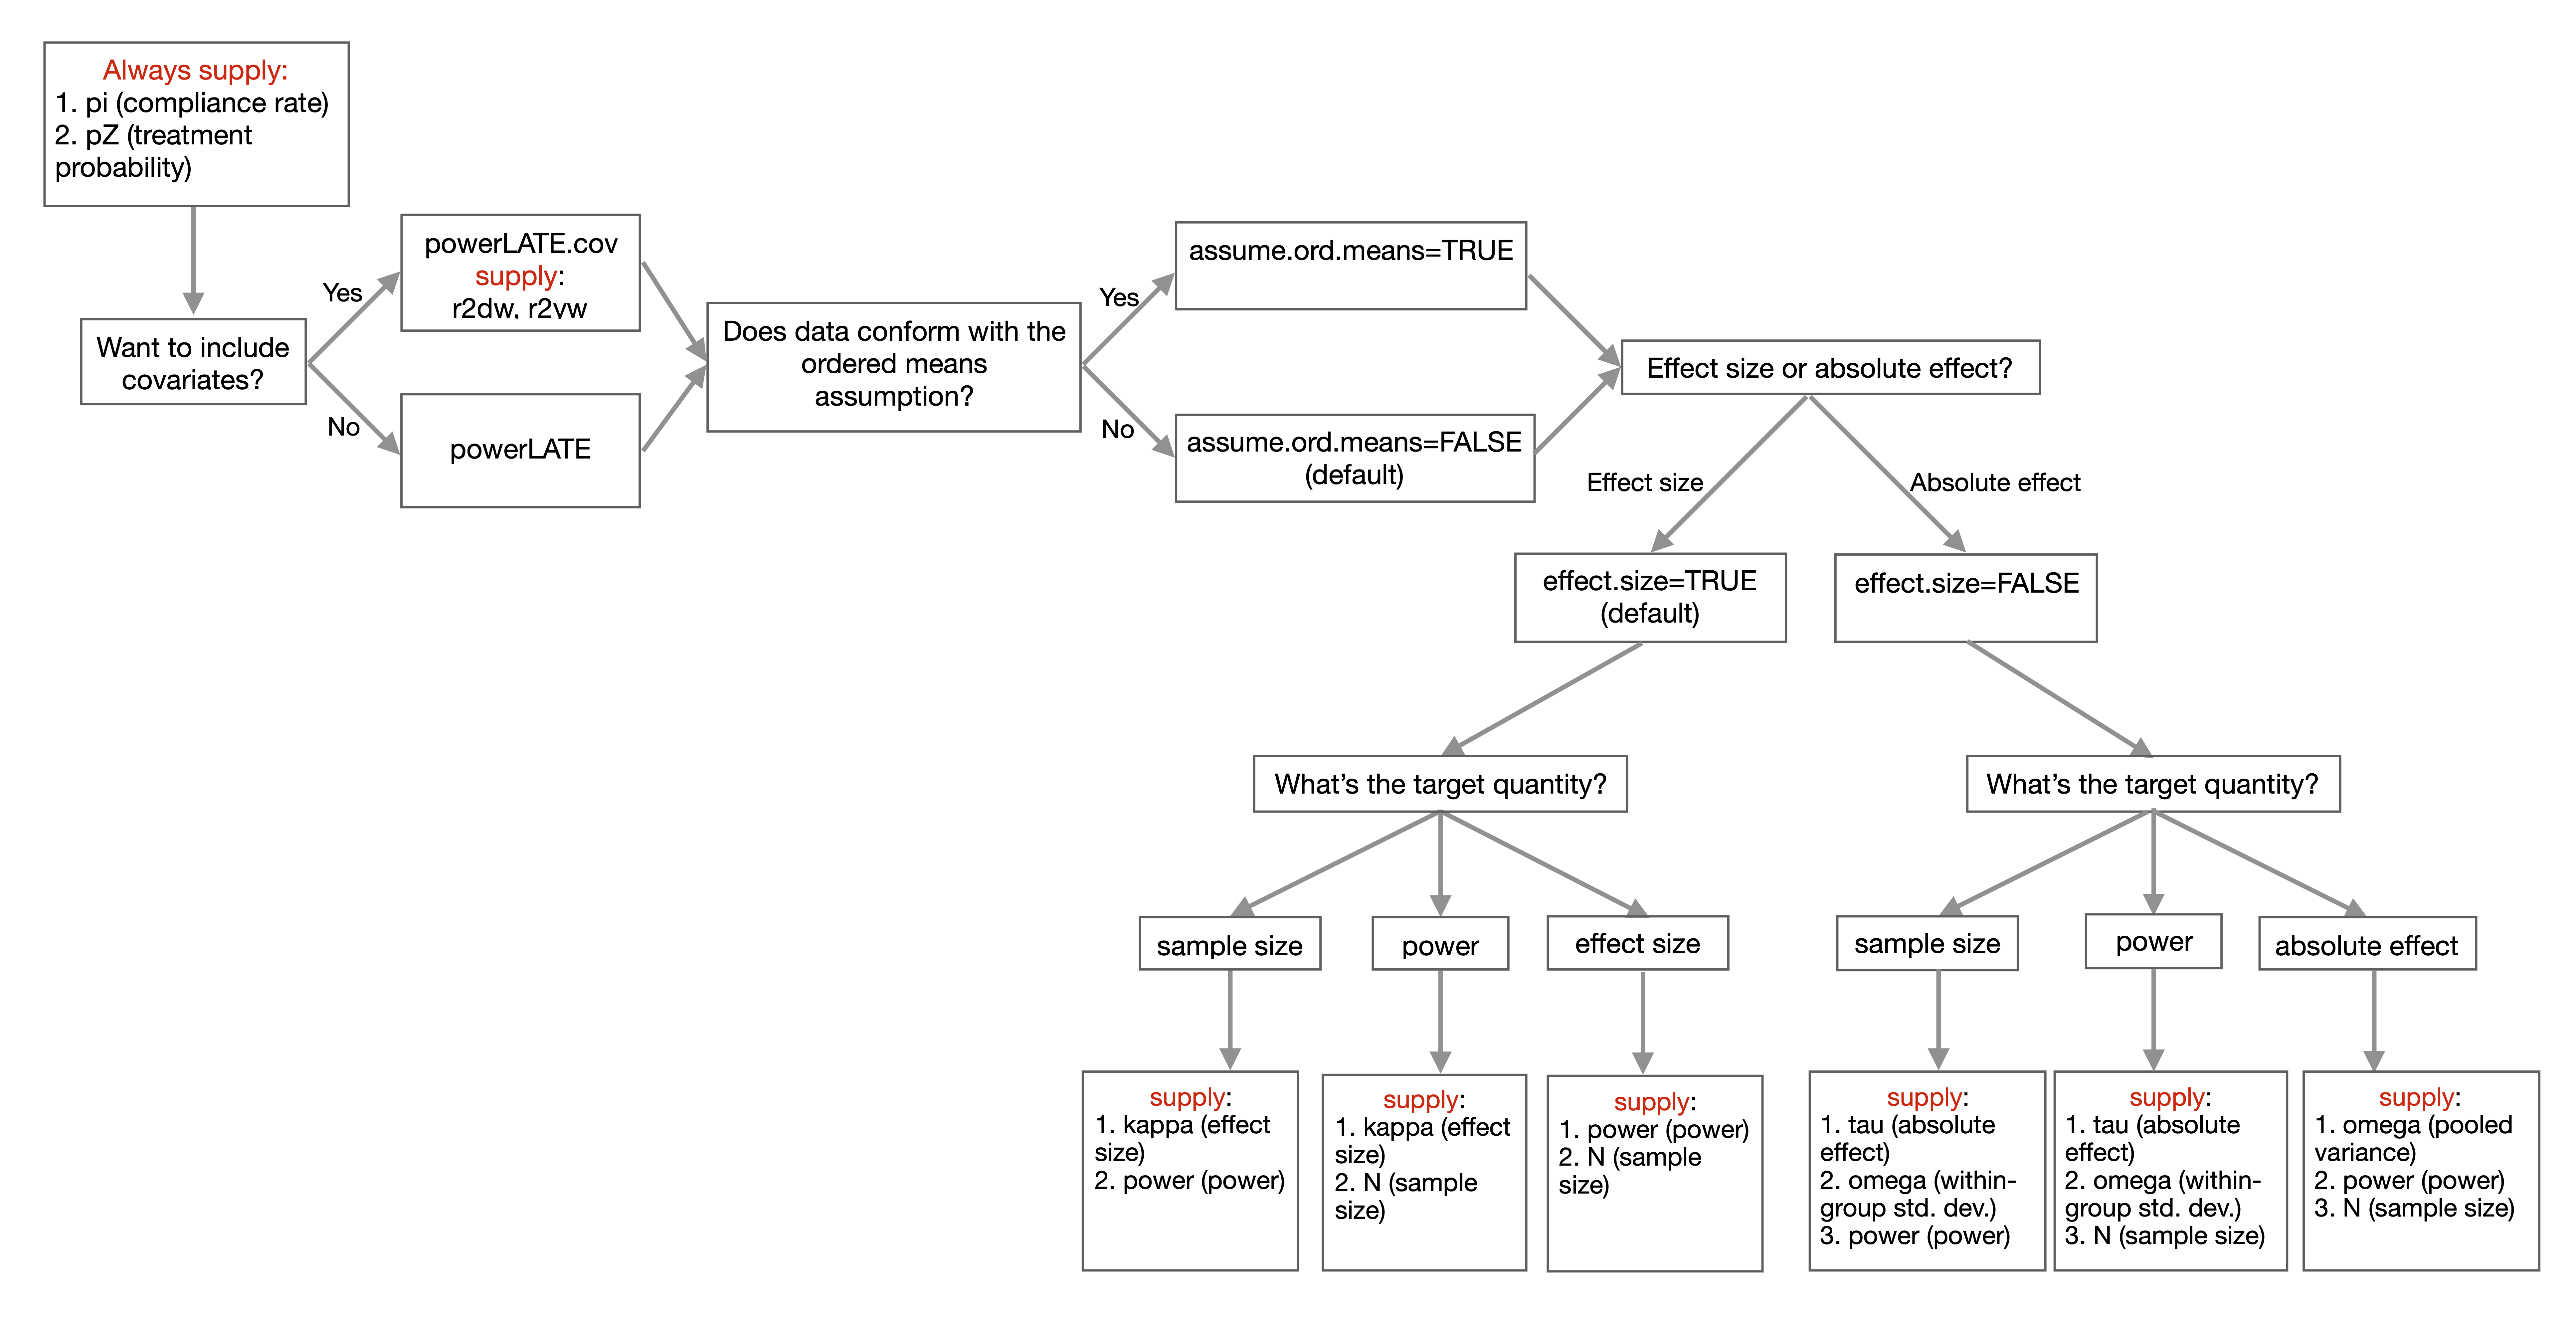 Always supply:
1. pi (compliance rate)
2. pZ (treatment
probability)
Want to include
covariates?
Yes
No
powerLATE.cov
supply:
r2dw, r2yw
powerLATE
Does data conform with the
ordered means
assumption?
Yes
No
assume.ord.means=TRUE
assume.ord.means=FALSE
(default)
Effect size or absolute effect?
Effect size
Absolute effect
effect.size=TRUE
(default)
effect.size=FALSE
What's the target quantity?
What's the target quantity?
sample size
power
effect size
sample size
power
absolute effect
supply:
1. kappa (effect
size)
2. power (power)
supply:
1. kappa (effect
size)
2. N (sample
size)
supply:
1. power (power)
2. N (sample
size)
supply:
1. tau (absolute
effect)
2. omega (within-
group std. dev.)
3. power (power)
supply:
1. tau (absolute
effect)
2. omega (within-
group std. dev.)
3. N (sample size)
supply:
1. omega (pooled
variance)
2. power (power)
3. N (sample size)